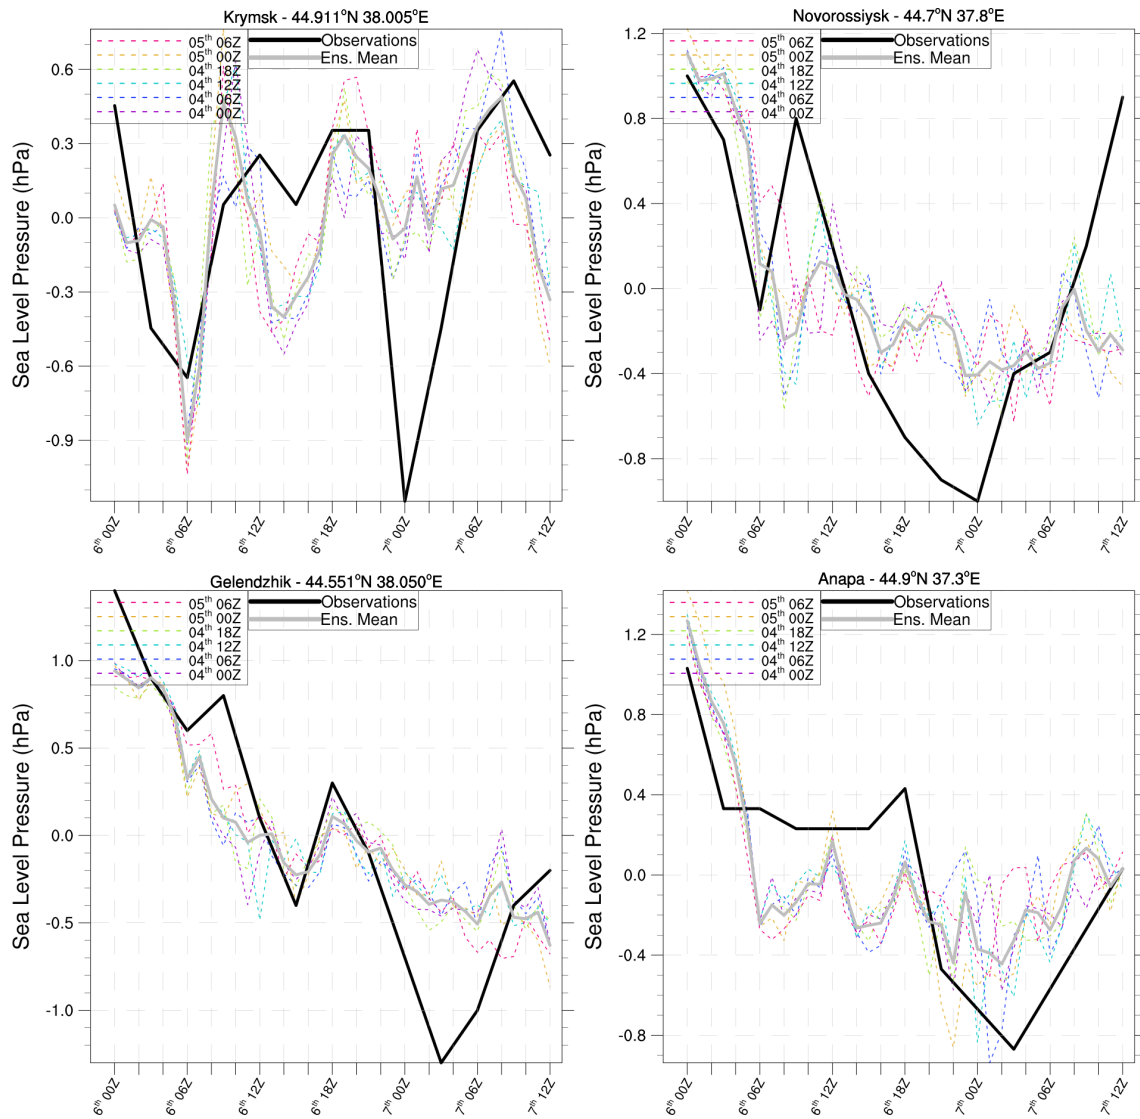 Krymsk - 44.911°N 38.005°E
05th 06Z
05th 00Z
04th 18Z
04th 12Z
04th 06Z
04th 00Z
Observations
Ens. Mean
Sea Level Pressure (hPa)
0.6
0.3
0.0
-0.3
-0.6
-0.9
6th 00Z 6th 06Z 6th 12Z 6th 18Z 7th 00Z 7th 06Z 7th 12Z
Novorossiysk - 44.7°N 37.8°E
05th 06Z
05th 00Z
04th 18Z
04th 12Z
04th 06Z
04th 00Z
Observations
Ens. Mean
Sea Level Pressure (hPa)
1.2
0.8
0.4
0.0
-0.4
-0.8
6th 00Z 6th 06Z 6th 12Z 6th 18Z 7th 00Z 7th 06Z 7th 12Z
Gelendzhik - 44.551°N 38.050°E
05th 06Z
05th 00Z
04th 18Z
04th 12Z
04th 06Z
04th 00Z
Observations
Ens. Mean
Sea Level Pressure (hPa)
1.0
0.5
0.0
-0.5
-1.0
6th 00Z 6th 06Z 6th 12Z 6th 18Z 7th 00Z 7th 06Z 7th 12Z
Anapa - 44.9°N 37.3°E
05th 06Z
05th 00Z
04th 18Z
04th 12Z
04th 06Z
04th 00Z
Observations
Ens. Mean
Sea Level Pressure (hPa)
1.2
0.8
0.4
0.0
-0.4
-0.8
6th 00Z 6th 06Z 6th 12Z 6th 18Z 7th 00Z 7th 06Z 7th 12Z